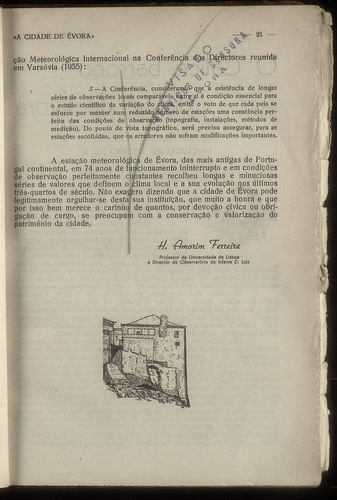 «A CIDADE DE ÉVORA»
— 21 —
ção Meteorológica Internacional na Conferência dos Directores reunida
em Varsóvia (1935):
5 — A Conferência, considerando que a existência de longas
séries de observações locais comparáveis entre si é condição essencial para
o estudo científico da variação do clima, emite o voto de que cada país se
esforce por manter num reduzido número de estações uma constância per-
feita das condições de observação (topografia, instalações, métodos de
medição). Do ponto de vista topográfico, será preciso assegurar, para as
estações escolhidas, que os arredores não sofram modificações importantes.
A estação meteorológica de Évora, das mais antigas de Portu-
gal continental, em 74 anos de funcionamento ininterrupto e em condições
de observação perfeitamente constantes recolheu longas e minuciosas
séries de valores que definem o clima local e a sua evolução nos últimos
três-quartos de século. Não exagero dizendo que a cidade de Évora pode
legitimamente orgulhar-se desta sua instituição, que muito a honra e que
por isso bem merece o carinho de quantos, por devoção cívica ou obri-
gação de cargo, se preocupam com a conservação e valorização do
património da cidade.
H. Amorim Ferreira
Professor da Universidade de Lisboa
e Director do Observatório do Infante D. Luís
VISADO
DE CENSURA